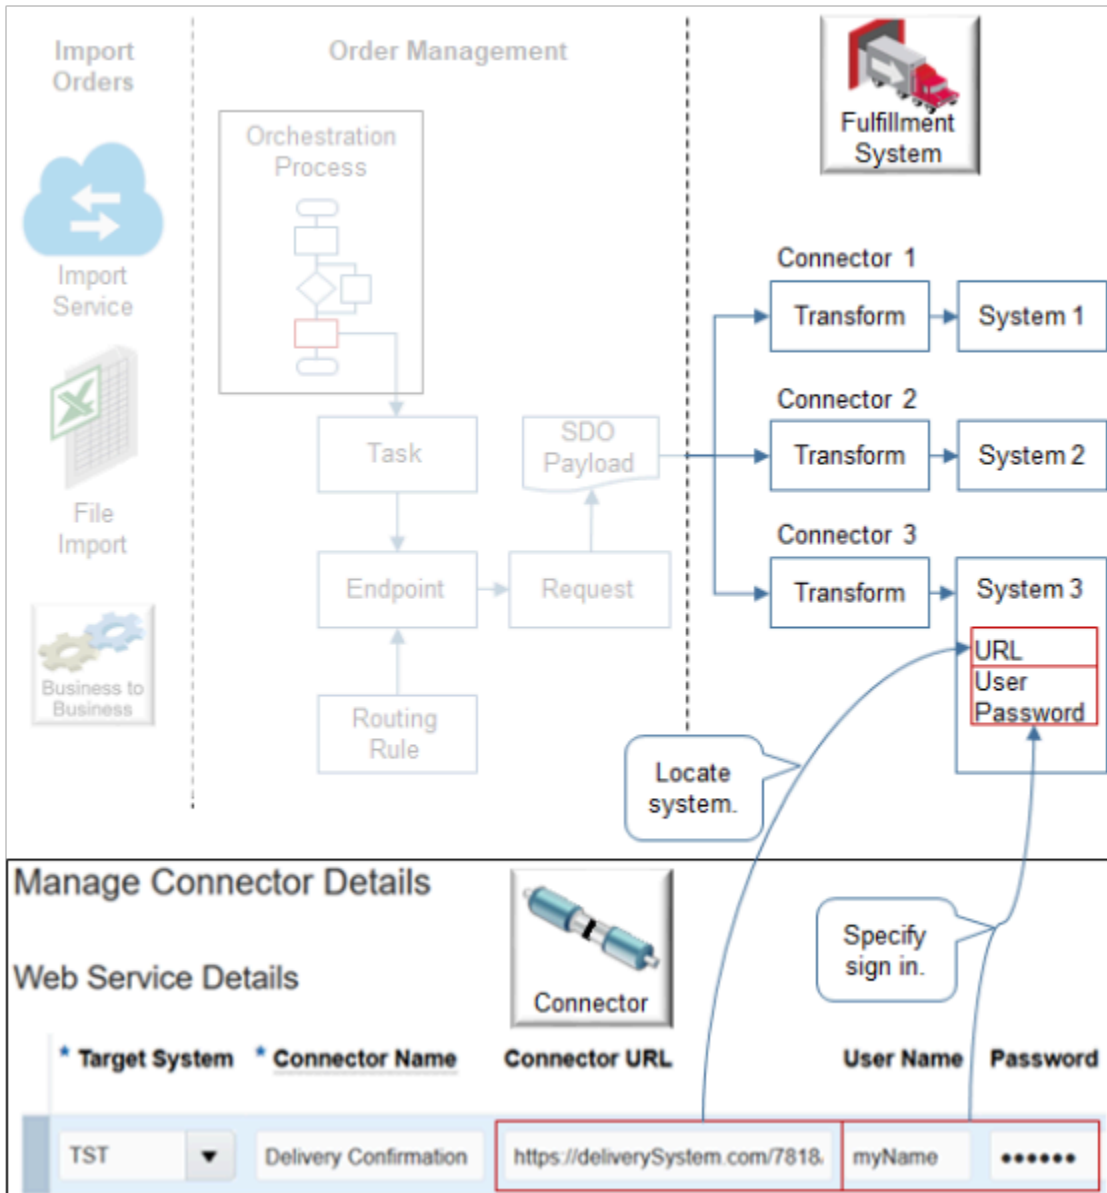 Import
Orders
Order Management
Fulfillment
System
Orchestration
Process
Import
Service
File
Import
Business to
Business
Task
SDO
Payload
Endpoint
Request
Routing
Rule
Connector 1
Transform
System 1
Connector 2
Transform
System 2
Connector 3
Transform
System 3
URL
User
Password
Locate
system.
Specify
sign in.
Manage Connector Details
Connector
Web Service Details
* Target System * Connector Name Connector URL User Name Password
TST Delivery Confirmation https://deliverySystem.com/7818/ myName ••••••